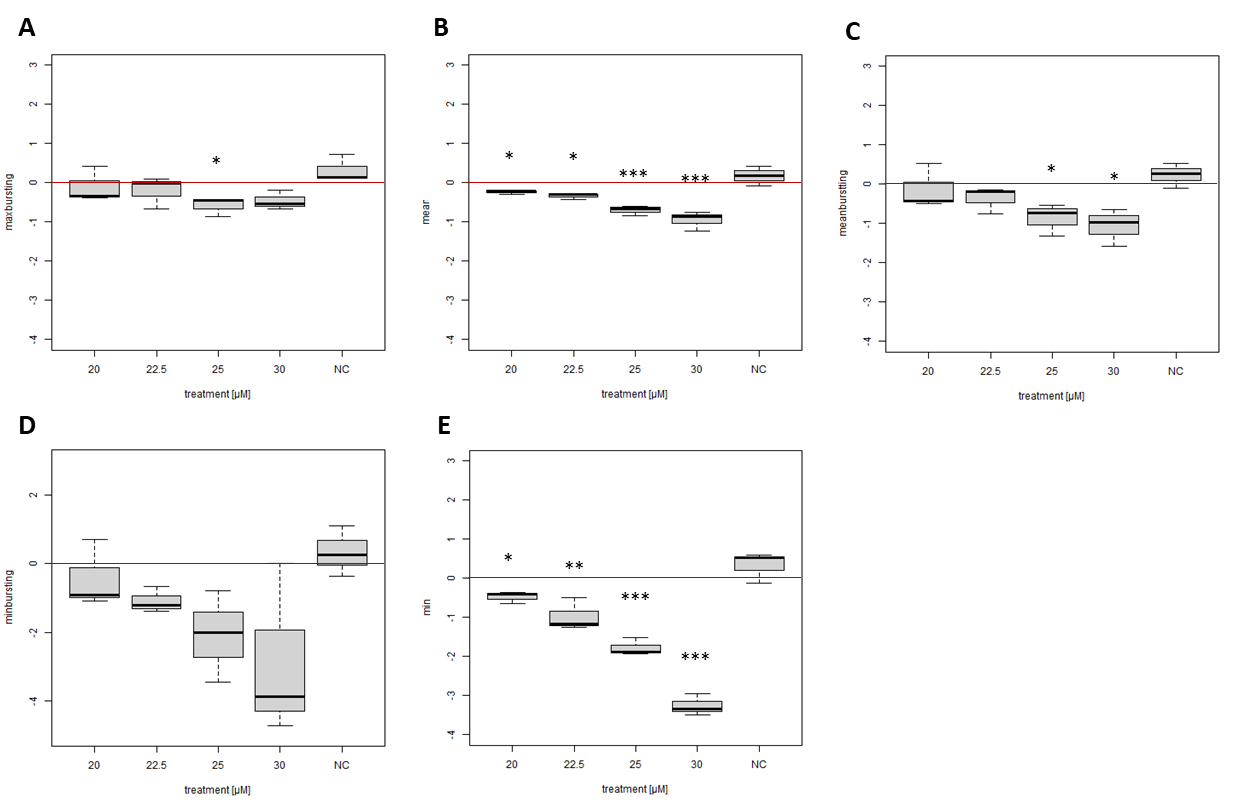 A
B
C
maxbursting
3
2
1
0
-1
-2
-3
-4
*
20 22.5 25 30 NC
treatment [µM]
mean
3
2
1
0
-1
-2
-3
-4
* * *** ***
20 22.5 25 30 NC
treatment [µM]
meanburstting
3
2
1
0
-1
-2
-3
-4
* *
20 22.5 25 30 NC
treatment [µM]
D
E
minbursting
2
0
-2
-4
20 22.5 25 30 NC
treatment [µM]
min
3
2
1
0
-1
-2
-3
-4
* ** *** ***
20 22.5 25 30 NC
treatment [µM]